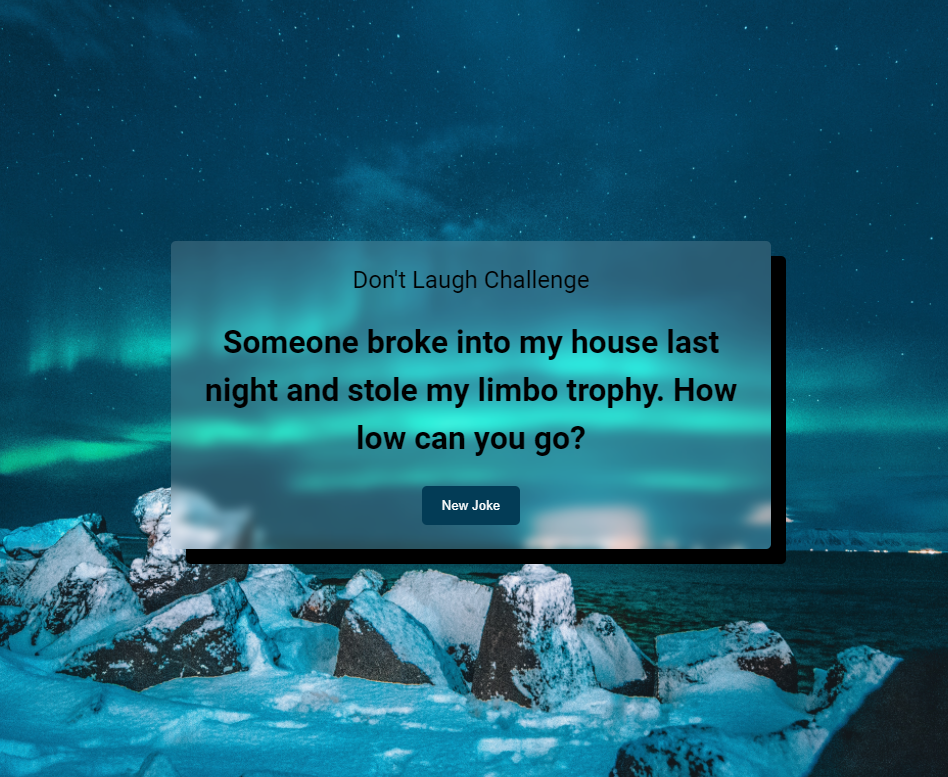 Don't Laugh Challenge
Someone broke into my house last
night and stole my limbo trophy. How
low can you go?
New Joke